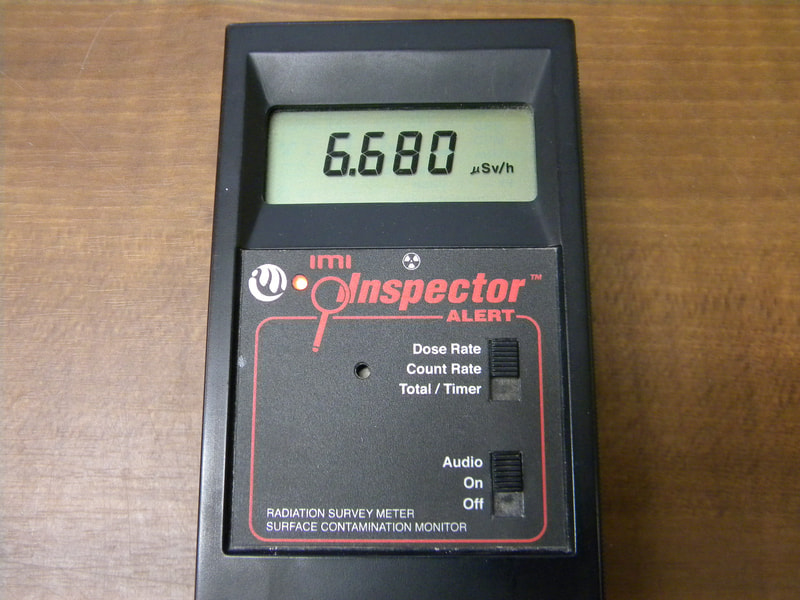 6.680 μSv/h
IMI
Inspector™
ALERT
Dose Rate
Count Rate
Total / Timer
Audio
On
Off
RADIATION SURVEY METER
SURFACE CONTAMINATION MONITOR